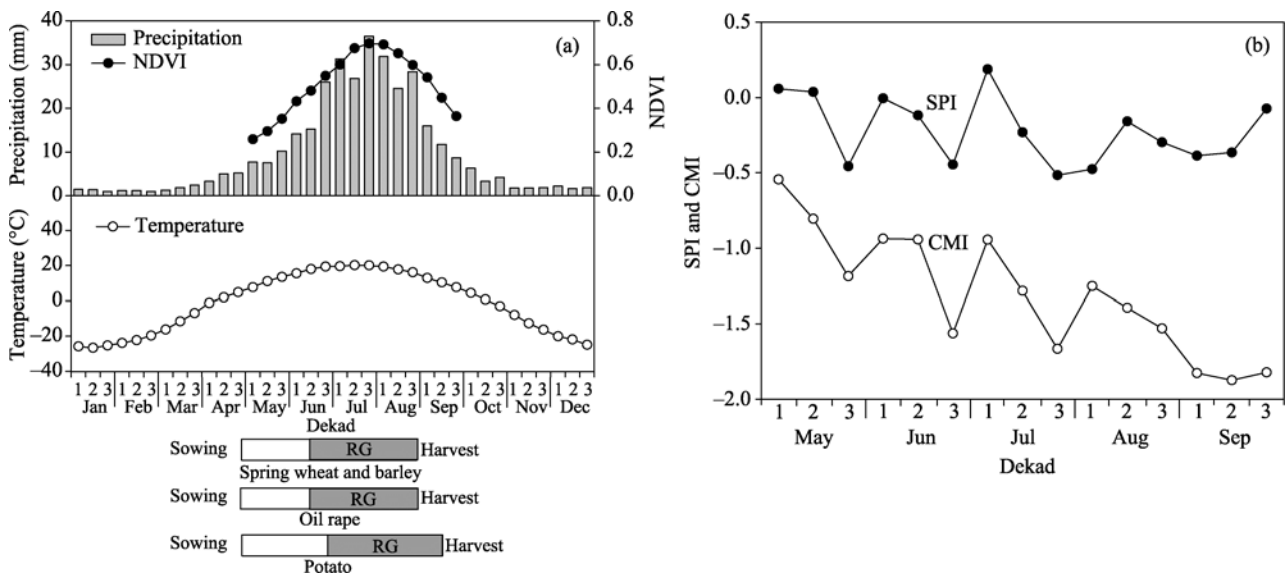 40
30
20
10
0
Precipitation (mm)
Precipitation
NDVI
(a)
0.8
0.6
0.4
0.2
0.0
NDVI
40
20
0
–20
–40
Temperature (°C)
Temperature
1 2 3 1 2 3 1 2 3 1 2 3 1 2 3 1 2 3 1 2 3 1 2 3 1 2 3 1 2 3 1 2 3 1 2 3
Jan Feb Mar Apr May Jun Jul Aug Sep Oct Nov Dec
Dekad
Sowing RG Harvest
Spring wheat and barley
Sowing RG Harvest
Oil rape
Sowing RG Harvest
Potato
0.5
0.0
–0.5
–1.0
–1.5
–2.0
SPI and CMI
(b)
SPI
CMI
1 2 3 1 2 3 1 2 3 1 2 3 1 2 3
May Jun Jul Aug Sep
Dekad